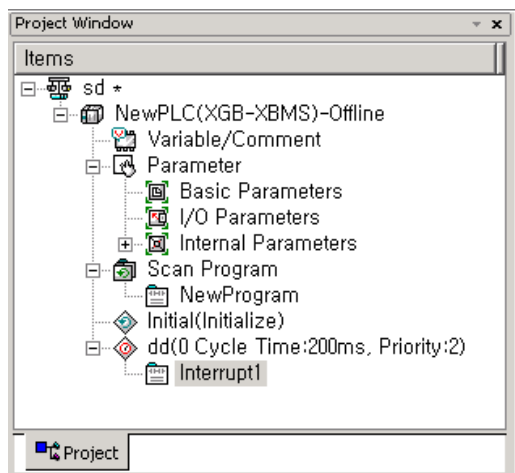 Project Window
Items
sd *
NewPLC(XGB-XBMS)-Offline
Variable/Comment
Parameter
Basic Parameters
I/O Parameters
Internal Parameters
Scan Program
NewProgram
Initial(Initialize)
dd(0 Cycle Time:200ms, Priority:2)
Interrupt1
Project